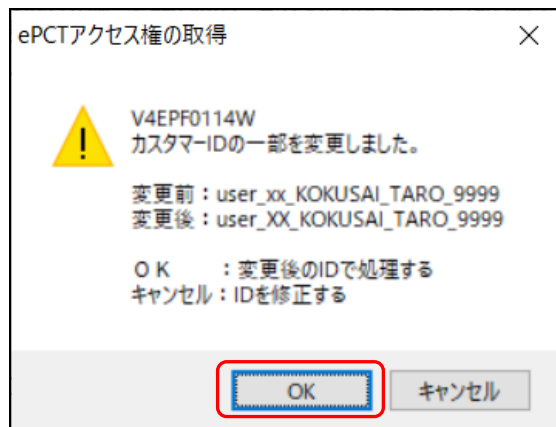 ePCTアクセス権の取得
V4EPF0114W
カスタマーIDの一部を変更しました。
変更前：user_xx_KOKUSAI_TARO_9999
変更後：user_XX_KOKUSAI_TARO_9999
ＯＫ　　：変更後のIDで処理する
キャンセル：IDを修正する
OK
キャンセル